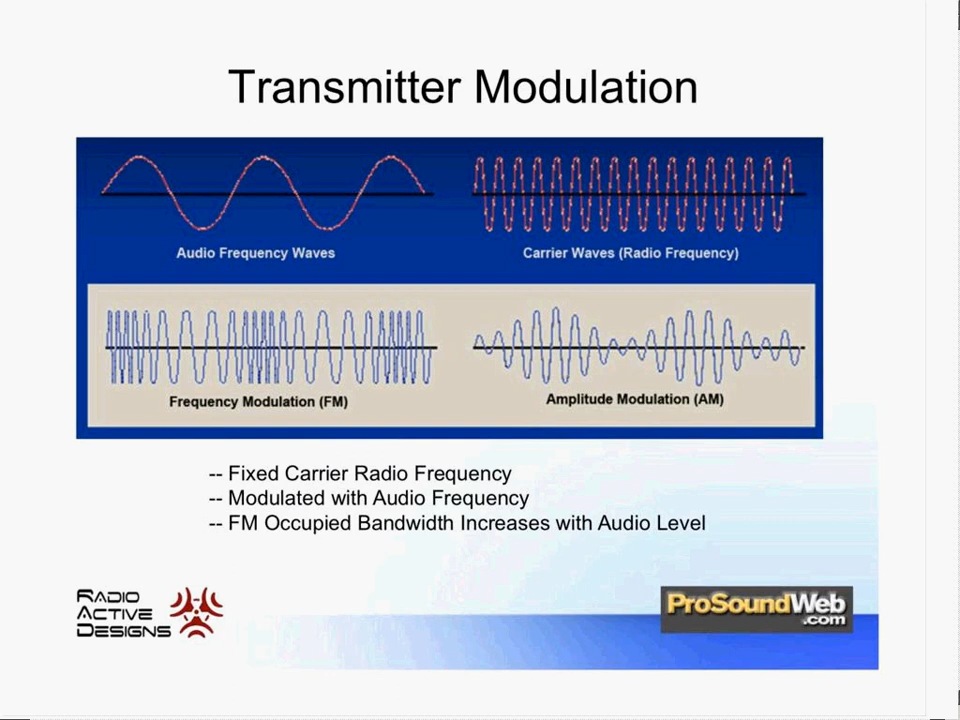 Transmitter Modulation
Audio Frequency Waves
Carrier Waves (Radio Frequency)
Frequency Modulation (FM)
Amplitude Modulation (AM)
-- Fixed Carrier Radio Frequency
-- Modulated with Audio Frequency
-- FM Occupied Bandwidth Increases with Audio Level
RADIO
ACTIVE
DESIGNS
ProSoundWeb
.com